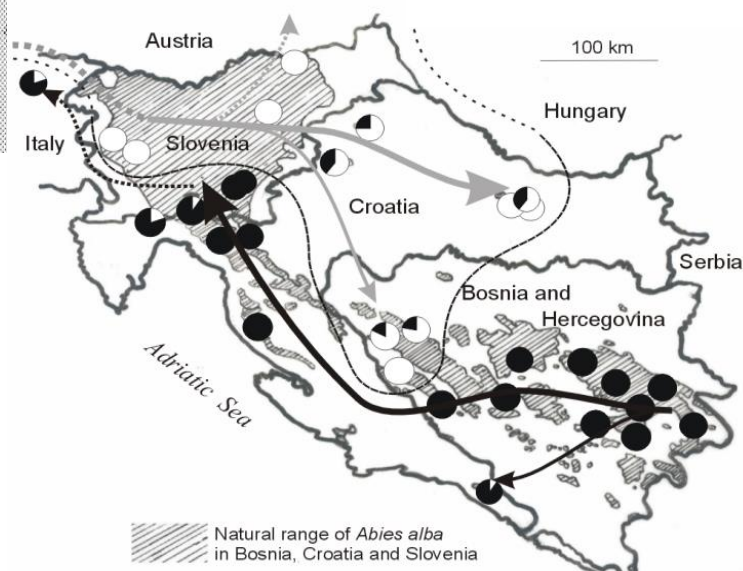 Austria
100 km
Hungary
Italy
Slovenia
Croatia
Serbia
Bosnia and
Hercegovina
Adriatic Sea
Natural range of Abies alba
in Bosnia, Croatia and Slovenia